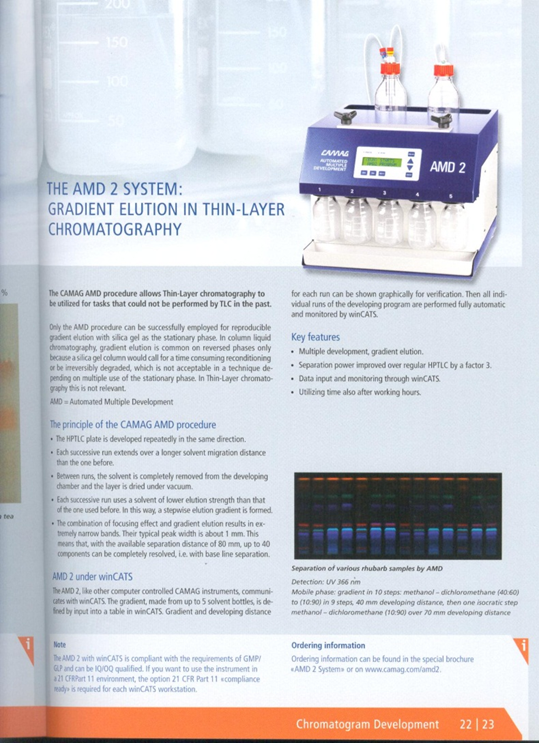 200
150
100
50
CAMAG
AUTOMATED
MULTIPLE
DEVELOPMENT
AMD 2
1 2 3 4 5
THE AMD 2 SYSTEM:
GRADIENT ELUTION IN THIN-LAYER
CHROMATOGRAPHY
%
The CAMAG AMD procedure allows Thin-Layer chromatography to
be utilized for tasks that could not be performed by TLC in the past.
Only the AMD procedure can be successfully employed for reproducible
gradient elution with silica gel as the stationary phase. In column liquid
chromatography, gradient elution is common on reversed phases only
because a silica gel column would call for a time consuming reconditioning
or be irreversibly degraded, which is not acceptable in a technique de-
pending on multiple use of the stationary phase. In Thin-Layer chromato-
graphy this is not relevant.
AMD = Automated Multiple Development
The principle of the CAMAG AMD procedure
• The HPTLC plate is developed repeatedly in the same direction.
• Each successive run extends over a longer solvent migration distance
than the one before.
• Between runs, the solvent is completely removed from the developing
chamber and the layer is dried under vacuum.
• Each successive run uses a solvent of lower elution strength than that
of the one used before. In this way, a stepwise elution gradient is formed.
• The combination of focusing effect and gradient elution results in ex-
tremely narrow bands. Their typical peak width is about 1 mm. This
means that, with the available separation distance of 80 mm, up to 40
components can be completely resolved, i.e. with base line separation.
tea
AMD 2 under winCATS
The AMD 2, like other computer controlled CAMAG instruments, communi-
cates with winCATS. The gradient, made from up to 5 solvent bottles, is de-
fined by input into a table in winCATS. Gradient and developing distance
for each run can be shown graphically for verification. Then all indi-
vidual runs of the developing program are performed fully automatic
and monitored by winCATS.
Key features
• Multiple development, gradient elution.
• Separation power improved over regular HPTLC by a factor 3.
• Data input and monitoring through winCATS.
• Utilizing time also after working hours.
Separation of various rhubarb samples by AMD
Detection: UV 366 nm
Mobile phase: gradient in 10 steps: methanol – dichloromethane (40:60)
to (10:90) in 9 steps, 40 mm developing distance, then one isocratic step
methanol – dichloromethane (10:90) over 70 mm developing distance
i
Note
The AMD 2 with winCATS is compliant with the requirements of GMP/
GLP and can be IQ/OQ qualified. If you want to use the instrument in
a 21 CFRPart 11 environment, the option 21 CFR Part 11 «compliance
ready» is required for each winCATS workstation.
Ordering information
Ordering information can be found in the special brochure
«AMD 2 System» or on www.camag.com/amd2.
i
Chromatogram Development 22 | 23